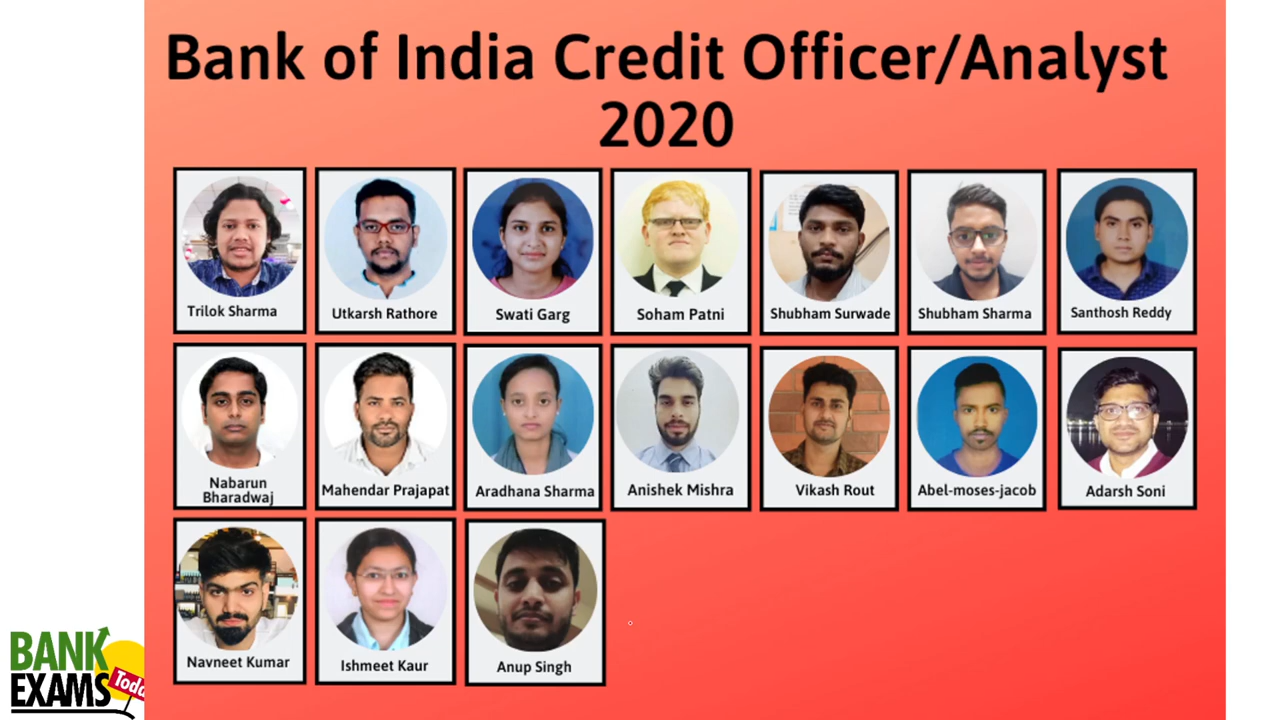 Bank of India Credit Officer/Analyst
2020
Trilok Sharma
Utkarsh Rathore
Swati Garg
Soham Patni
Shubham Surwade
Shubham Sharma
Santhosh Reddy
Nabarun
Bharadwaj
Mahendar Prajapat
Aradhana Sharma
Anishek Mishra
Vikash Rout
Abel-moses-jacob
Adarsh Soni
Navneet Kumar
Ishmeet Kaur
Anup Singh
BANK
EXAMS